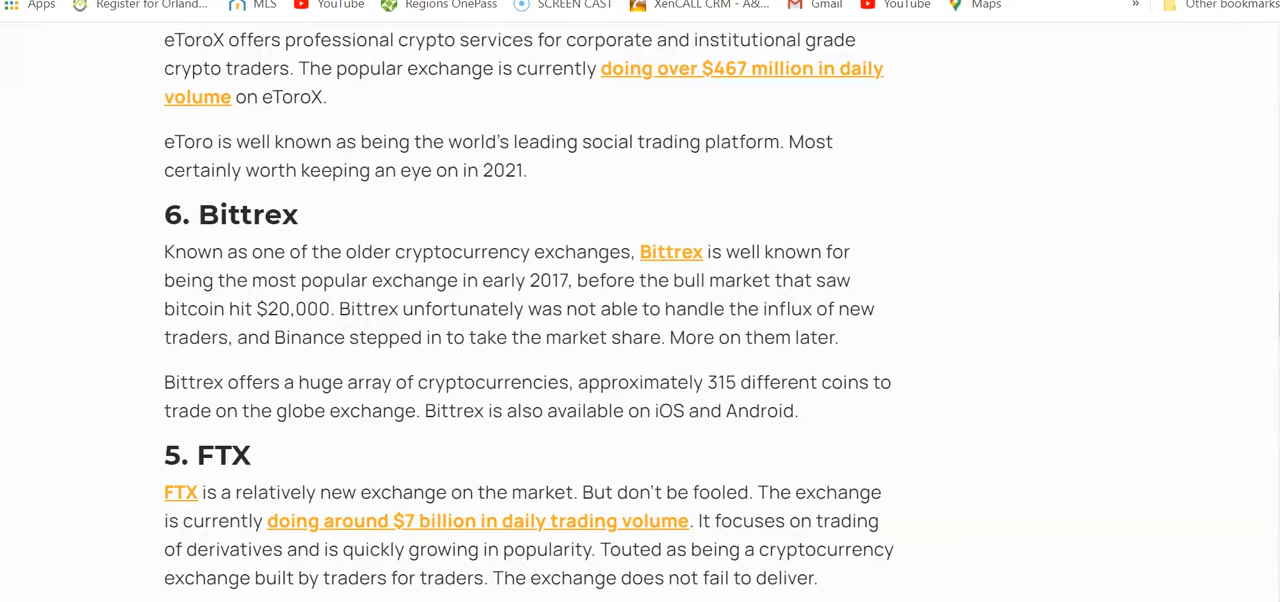 Apps Register for Orland... MLS YouTube Regions OnePass SCREEN CAST XenCALL CRM - A&... Gmail YouTube Maps » Other bookmarks
eToroX offers professional crypto services for corporate and institutional grade
crypto traders. The popular exchange is currently doing over $467 million in daily
volume on eToroX.
eToro is well known as being the world's leading social trading platform. Most
certainly worth keeping an eye on in 2021.
6. Bittrex
Known as one of the older cryptocurrency exchanges, Bittrex is well known for
being the most popular exchange in early 2017, before the bull market that saw
bitcoin hit $20,000. Bittrex unfortunately was not able to handle the influx of new
traders, and Binance stepped in to take the market share. More on them later.
Bittrex offers a huge array of cryptocurrencies, approximately 315 different coins to
trade on the globe exchange. Bittrex is also available on iOS and Android.
5. FTX
FTX is a relatively new exchange on the market. But don't be fooled. The exchange
is currently doing around $7 billion in daily trading volume. It focuses on trading
of derivatives and is quickly growing in popularity. Touted as being a cryptocurrency
exchange built by traders for traders. The exchange does not fail to deliver.